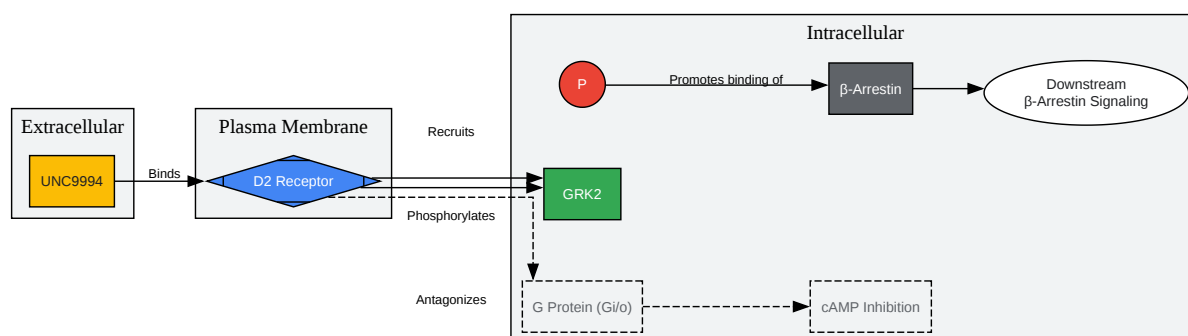 Intracellular
P
Promotes binding of
β-Arrestin
Downstream
β-Arrestin Signaling
Extracellular
Plasma Membrane
Recruits
UNC9994
Binds
D2 Receptor
GRK2
Phosphorylates
Antagonizes
G Protein (Gi/o)
cAMP Inhibition